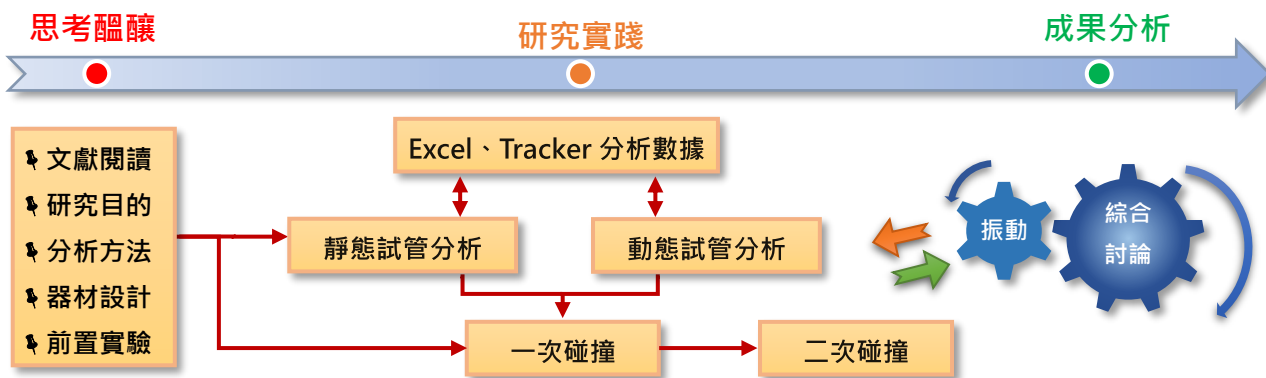 思考醞釀
研究實踐
成果分析
文獻閱讀
研究目的
分析方法
器材設計
前置實驗
Excel、Tracker 分析數據
靜態試管分析
動態試管分析
一次碰撞
二次碰撞
振動
綜合
討論